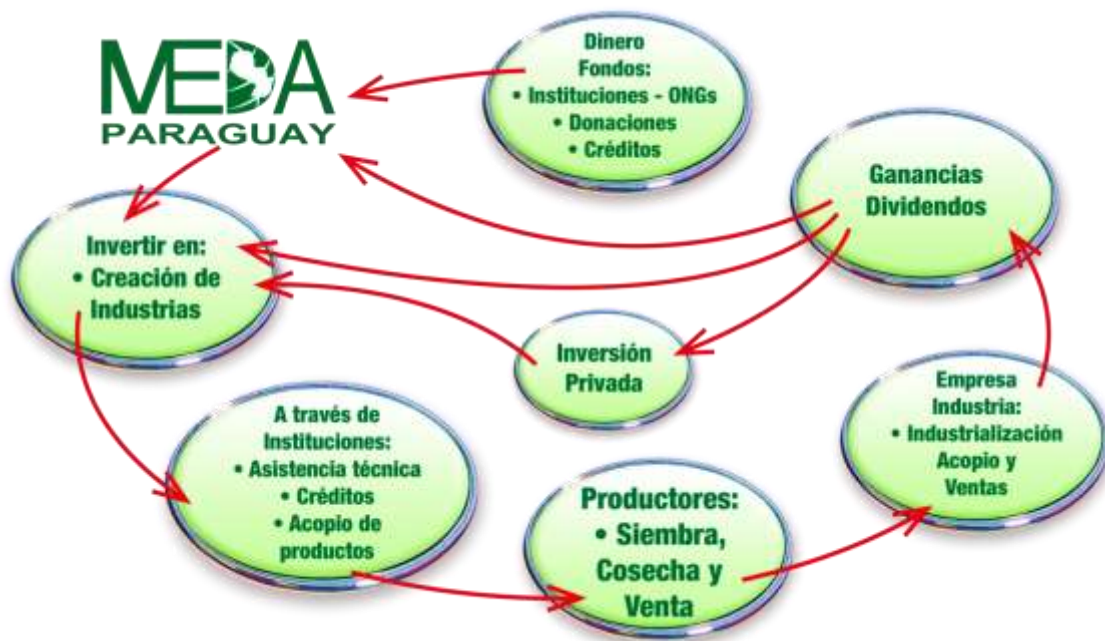 MEDA
PARAGUAY
Dinero
Fondos:
• Instituciones - ONGs
• Donaciones
• Créditos
Ganancias
Dividendos
Invertir en:
• Creación de
Industrias
Inversión
Privada
Empresa
Industria:
• Industrialización
Acopio y
Ventas
A través de
Instituciones:
• Asistencia técnica
• Créditos
• Acopio de
productos
Productores:
• Siembra,
Cosecha y
Venta